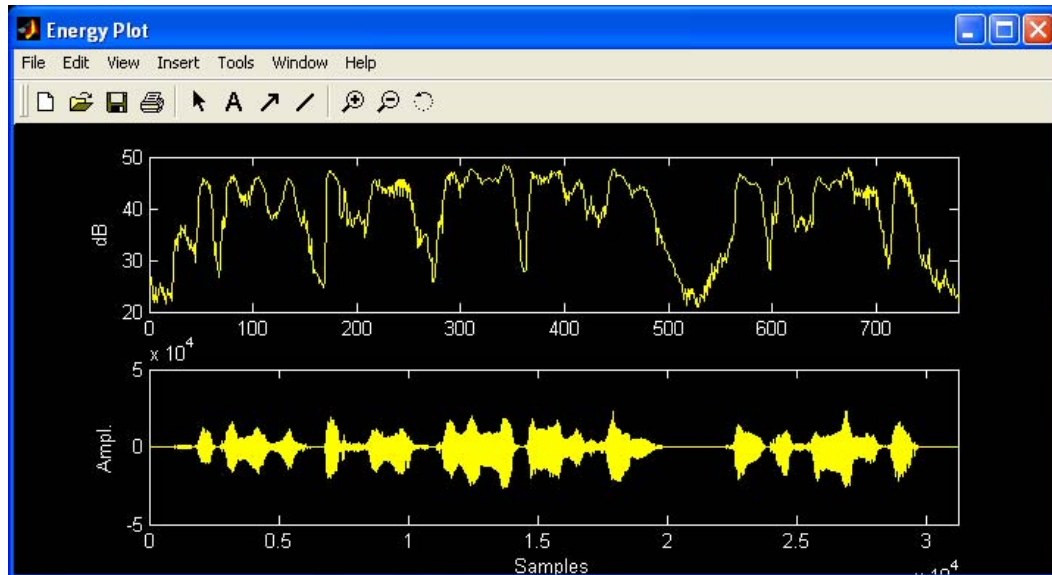 Energy Plot
File Edit View Insert Tools Window Help
A
50
40
30
20
dB
0 100 200 300 400 500 600 700
x 10^4
5
0
-5
Ampl.
0 0.5 1 1.5 2 2.5 3
Samples
x 10^4